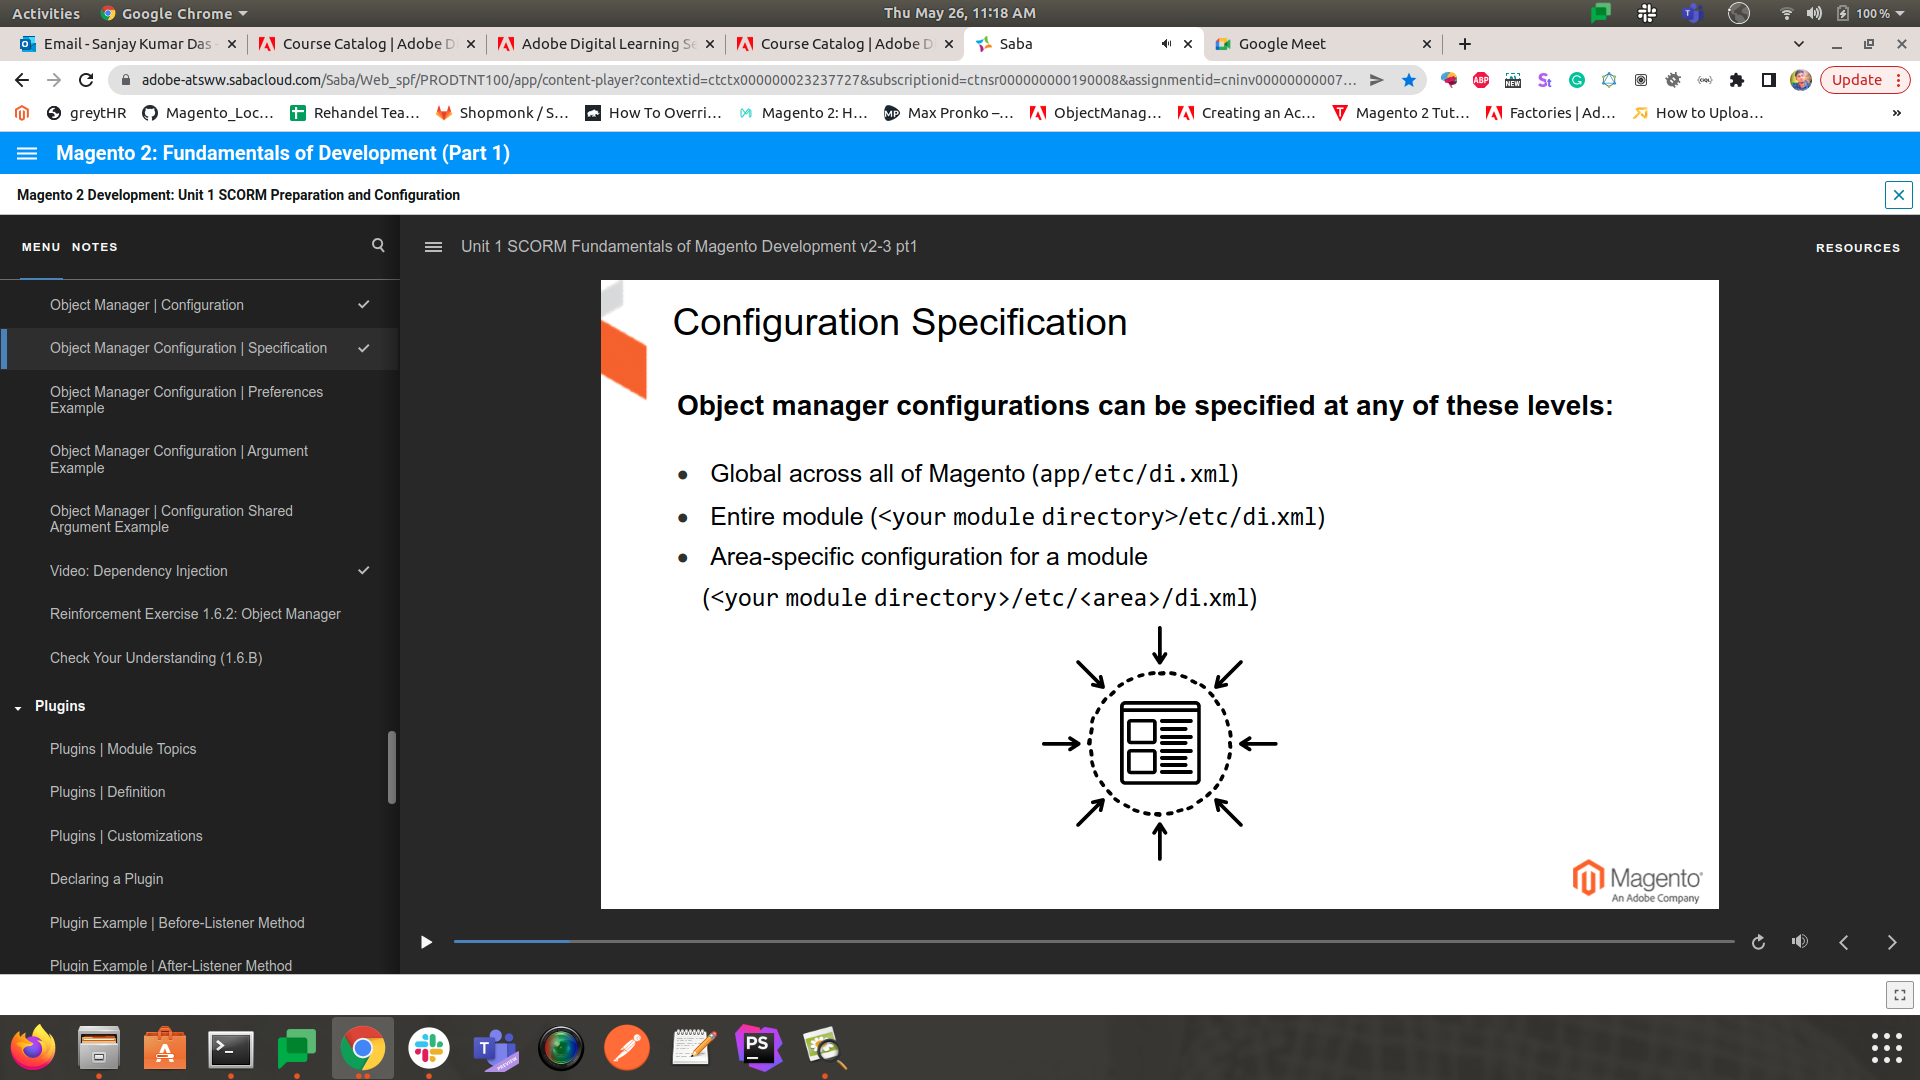 Activities
Google Chrome
Thu May 26, 11:18 AM
100 %
Email - Sanjay Kumar Das -
Course Catalog | Adobe D
Adobe Digital Learning Se
Course Catalog | Adobe D
Saba
Google Meet
adobe-atsww.sabacloud.com/Saba/Web_spf/PRODTNT100/app/content-player?contextid=ctctx000000023237727&subscriptionid=ctnsr000000000190008&assignmentid=cninv00000000007...
ABP
NEW
Update
greytHR
Magento_Loc...
Rehandel Tea...
Shopmonk / S...
How To Overri...
Magento 2: H...
Max Pronko –...
ObjectManag...
Creating an Ac...
Magento 2 Tut...
Factories | Ad...
How to Uploa...
Magento 2: Fundamentals of Development (Part 1)
Magento 2 Development: Unit 1 SCORM Preparation and Configuration
MENU
NOTES
Object Manager | Configuration
Object Manager Configuration | Specification
Object Manager Configuration | Preferences
Example
Object Manager Configuration | Argument
Example
Object Manager | Configuration Shared
Argument Example
Video: Dependency Injection
Reinforcement Exercise 1.6.2: Object Manager
Check Your Understanding (1.6.B)
Plugins
Plugins | Module Topics
Plugins | Definition
Plugins | Customizations
Declaring a Plugin
Plugin Example | Before-Listener Method
Plugin Example | After-Listener Method
Unit 1 SCORM Fundamentals of Magento Development v2-3 pt1
RESOURCES
Configuration Specification
Object manager configurations can be specified at any of these levels:
• Global across all of Magento (app/etc/di.xml)
• Entire module (<your module directory>/etc/di.xml)
• Area-specific configuration for a module
(<your module directory>/etc/<area>/di.xml)
Magento
An Adobe Company
PS